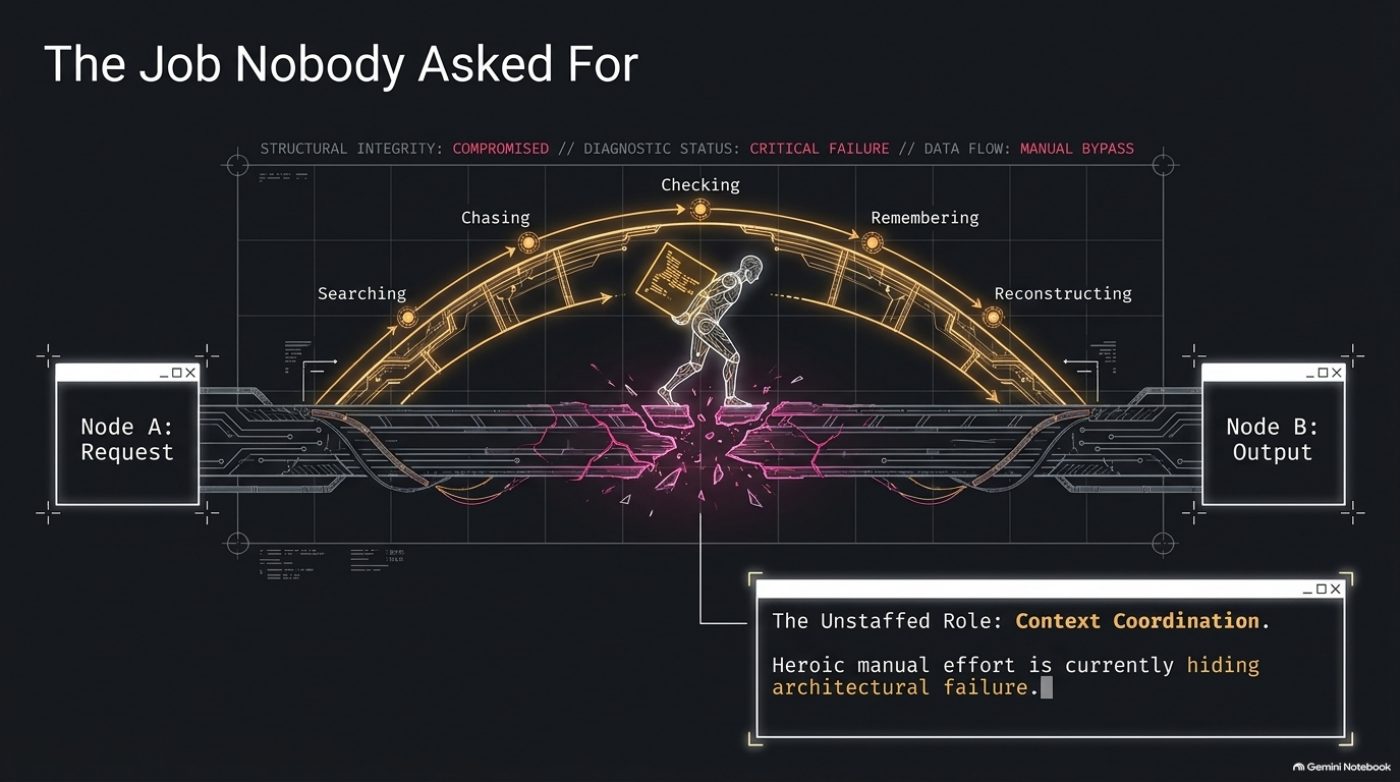 The Job Nobody Asked For
STRUCTURAL INTEGRITY: COMPROMISED // DIAGNOSTIC STATUS: CRITICAL FAILURE // DATA FLOW: MANUAL BYPASS
Checking
Chasing
Remembering
Searching
Reconstructing
Node A:
Request
Node B:
Output
The Unstaffed Role: Context Coordination.
Heroic manual effort is currently hiding
architectural failure.
Gemini Notebook